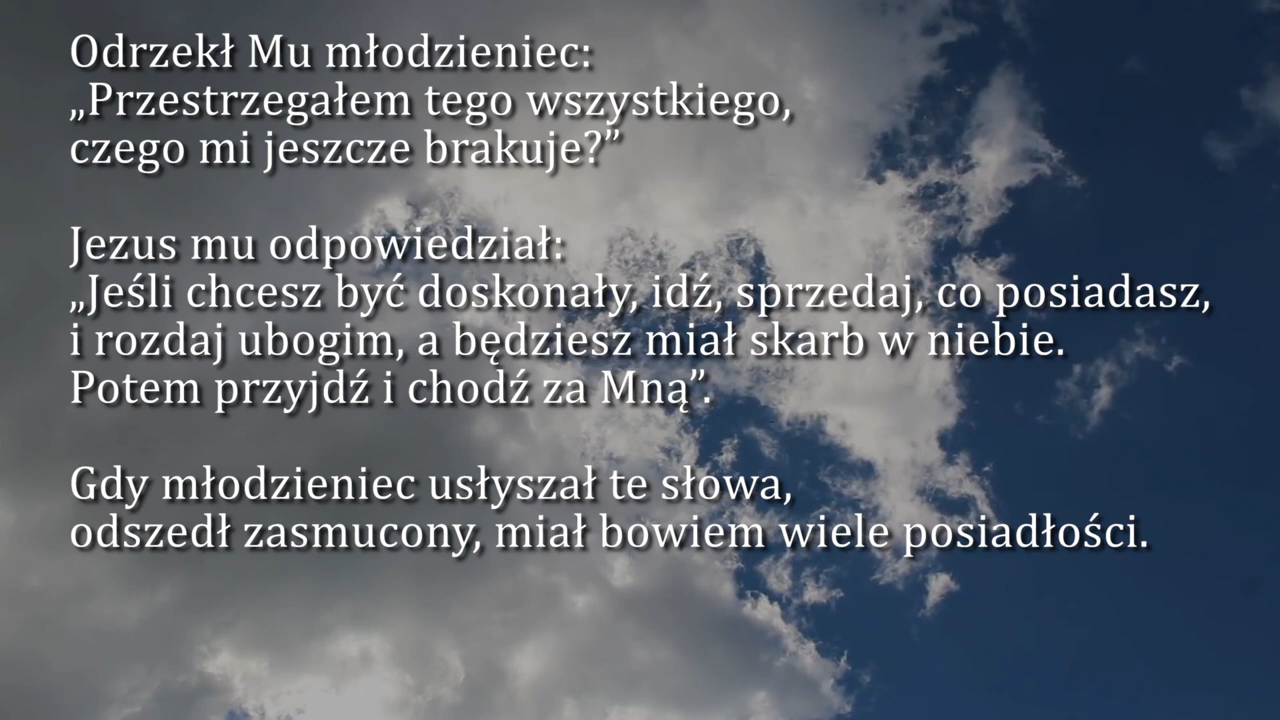 Odrzekł Mu młodzieniec:
„Przestrzegałem tego wszystkiego,
czego mi jeszcze brakuje?”
Jezus mu odpowiedział:
„Jeśli chcesz być doskonały, idź, sprzedaj, co posiadasz,
i rozdaj ubogim, a będziesz miał skarb w niebie.
Potem przyjdź i chodź za Mną”.
Gdy młodzieniec usłyszał te słowa,
odszedł zasmucony, miał bowiem wiele posiadłości.